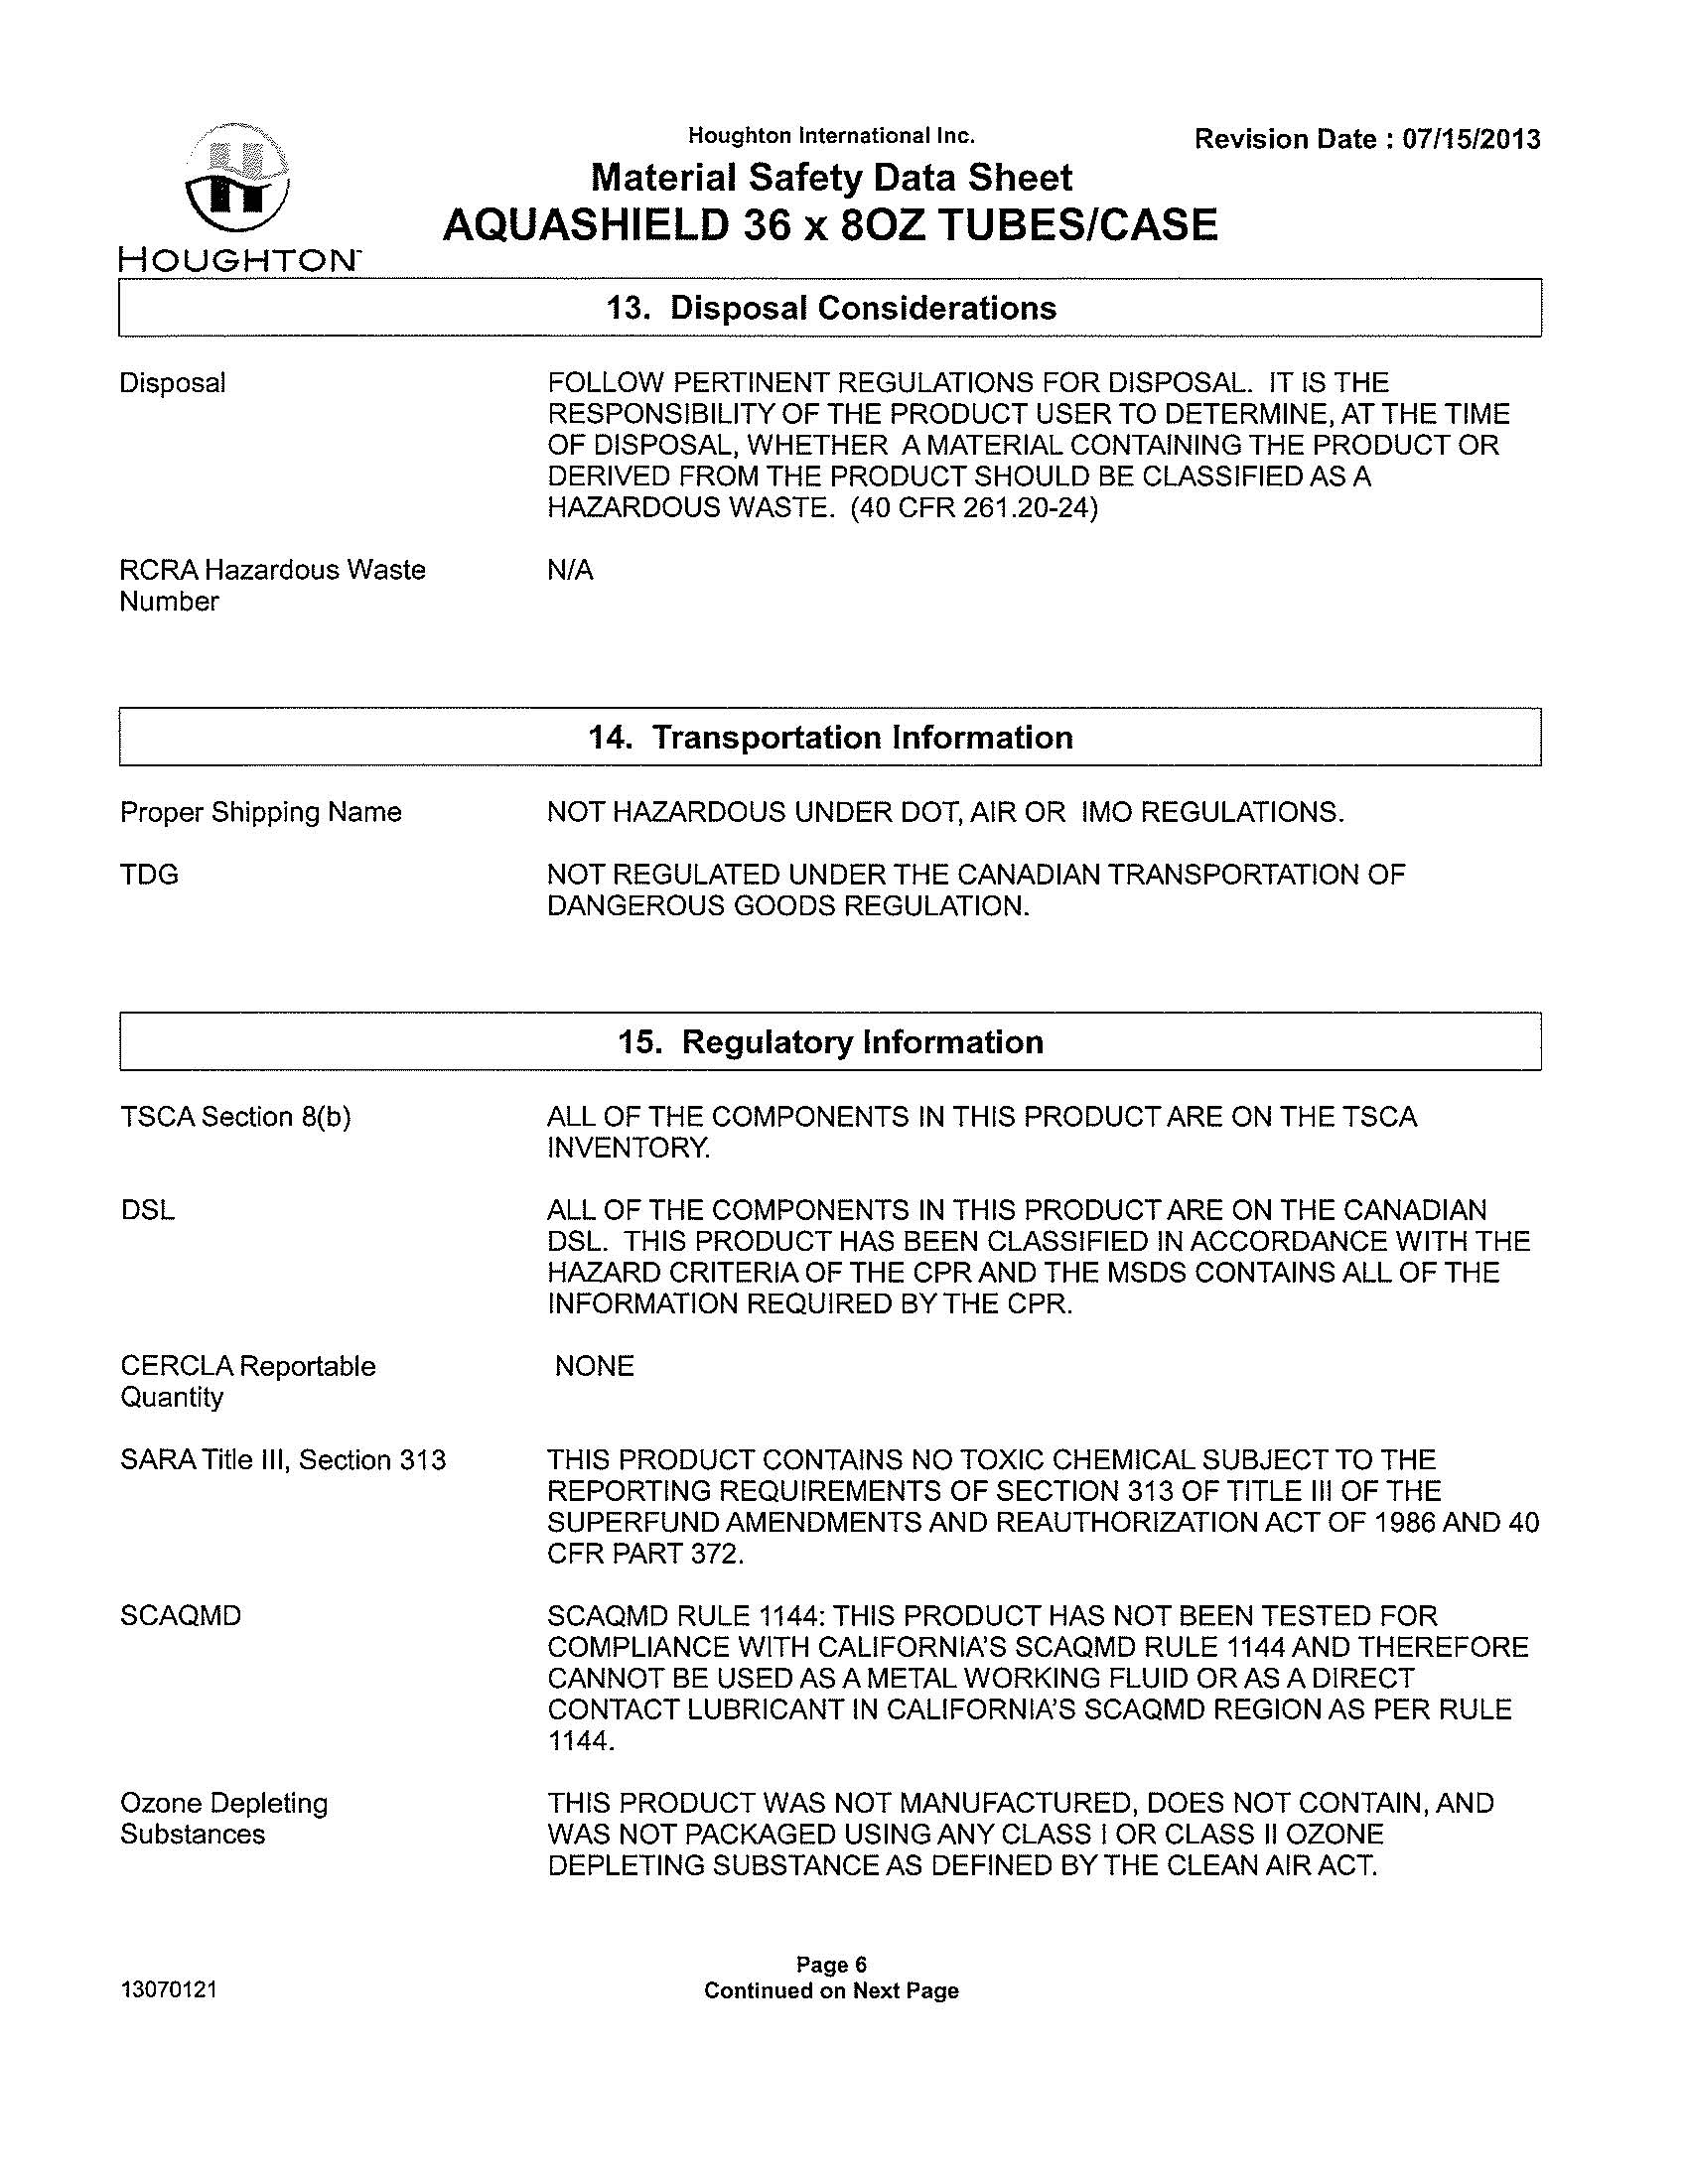 Houghton International Inc.
Revision Date : 07/15/2013
Material Safety Data Sheet
AQUASHIELD 36 x 8OZ TUBES/CASE
HOUGHTON
13. Disposal Considerations
Disposal
FOLLOW PERTINENT REGULATIONS FOR DISPOSAL. IT IS THE
RESPONSIBILITY OF THE PRODUCT USER TO DETERMINE, AT THE TIME
OF DISPOSAL, WHETHER A MATERIAL CONTAINING THE PRODUCT OR
DERIVED FROM THE PRODUCT SHOULD BE CLASSIFIED AS A
HAZARDOUS WASTE. (40 CFR 261.20-24)
RCRA Hazardous Waste
Number
N/A
14. Transportation Information
Proper Shipping Name
NOT HAZARDOUS UNDER DOT, AIR OR IMO REGULATIONS.
TDG
NOT REGULATED UNDER THE CANADIAN TRANSPORTATION OF
DANGEROUS GOODS REGULATION.
15. Regulatory Information
TSCA Section 8(b)
ALL OF THE COMPONENTS IN THIS PRODUCT ARE ON THE TSCA
INVENTORY.
DSL
ALL OF THE COMPONENTS IN THIS PRODUCT ARE ON THE CANADIAN
DSL. THIS PRODUCT HAS BEEN CLASSIFIED IN ACCORDANCE WITH THE
HAZARD CRITERIA OF THE CPR AND THE MSDS CONTAINS ALL OF THE
INFORMATION REQUIRED BY THE CPR.
CERCLA Reportable
Quantity
NONE
SARA Title III, Section 313
THIS PRODUCT CONTAINS NO TOXIC CHEMICAL SUBJECT TO THE
REPORTING REQUIREMENTS OF SECTION 313 OF TITLE III OF THE
SUPERFUND AMENDMENTS AND REAUTHORIZATION ACT OF 1986 AND 40
CFR PART 372.
SCAQMD
SCAQMD RULE 1144: THIS PRODUCT HAS NOT BEEN TESTED FOR
COMPLIANCE WITH CALIFORNIA'S SCAQMD RULE 1144 AND THEREFORE
CANNOT BE USED AS A METAL WORKING FLUID OR AS A DIRECT
CONTACT LUBRICANT IN CALIFORNIA'S SCAQMD REGION AS PER RULE
1144.
Ozone Depleting
Substances
THIS PRODUCT WAS NOT MANUFACTURED, DOES NOT CONTAIN, AND
WAS NOT PACKAGED USING ANY CLASS I OR CLASS II OZONE
DEPLETING SUBSTANCE AS DEFINED BY THE CLEAN AIR ACT.
Page 6
13070121
Continued on Next Page